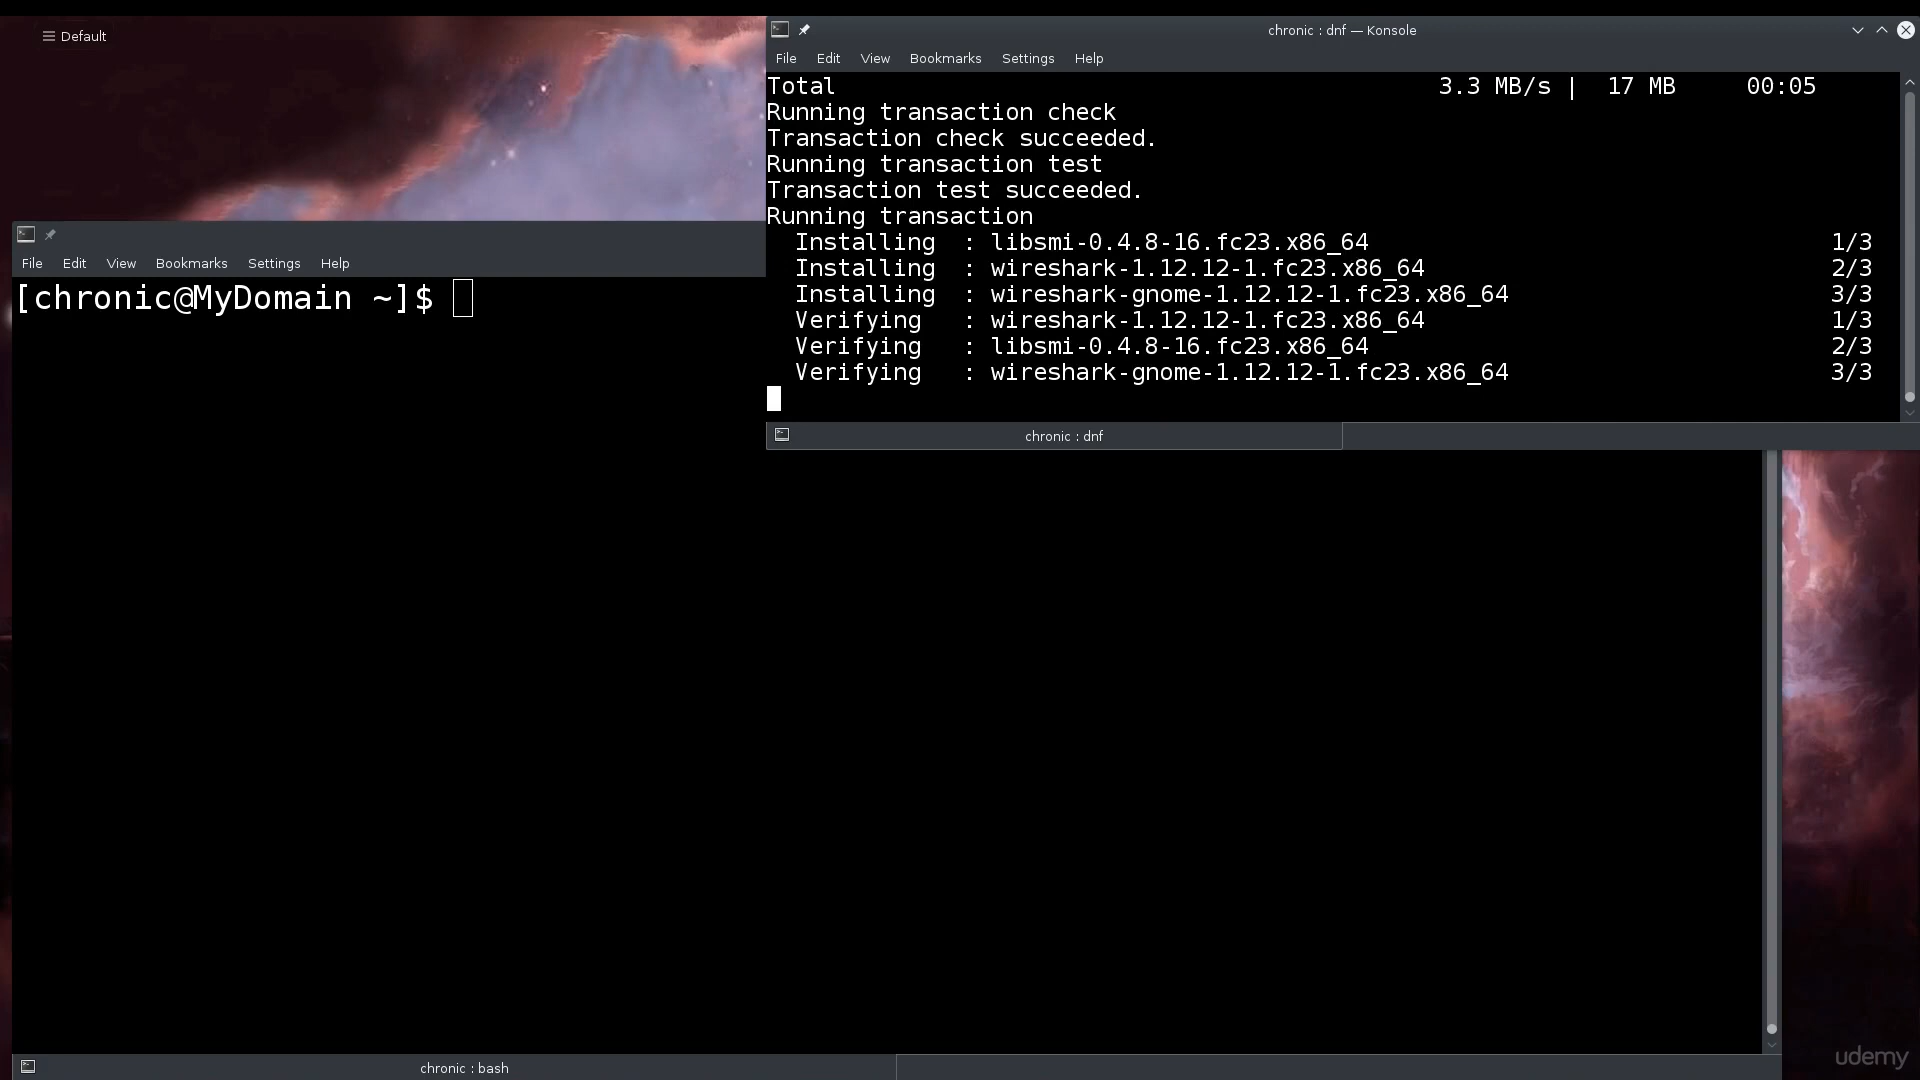 Default
chronic : dnf — Konsole
File Edit View Bookmarks Settings Help
Total 3.3 MB/s | 17 MB 00:05
Running transaction check
Transaction check succeeded.
Running transaction test
Transaction test succeeded.
Running transaction
Installing : libsmi-0.4.8-16.fc23.x86_64 1/3
Installing : wireshark-1.12.12-1.fc23.x86_64 2/3
Installing : wireshark-gnome-1.12.12-1.fc23.x86_64 3/3
Verifying : wireshark-1.12.12-1.fc23.x86_64 1/3
Verifying : libsmi-0.4.8-16.fc23.x86_64 2/3
Verifying : wireshark-gnome-1.12.12-1.fc23.x86_64 3/3
chronic : dnf
File Edit View Bookmarks Settings Help
[chronic@MyDomain ~]$
chronic : bash
udemy